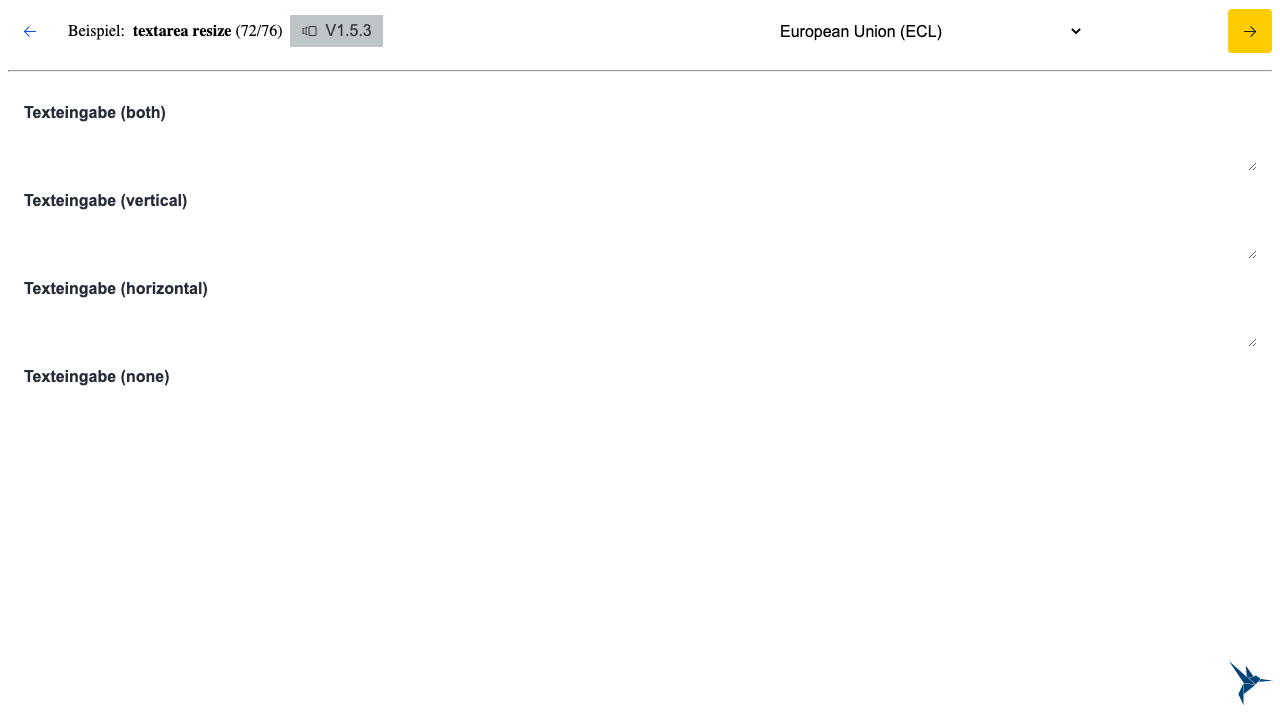 Beispiel: textarea resize (72/76) V1.5.3 European Union (ECL)
Texteingabe (both)
Texteingabe (vertical)
Texteingabe (horizontal)
Texteingabe (none)